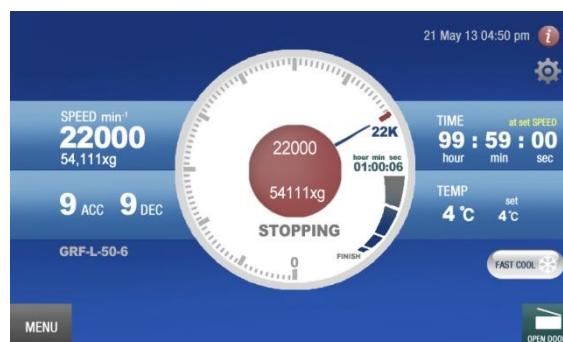 21 May 13 04:50 pm
i
SPEED min-1
22000
54,111xg
9 ACC 9 DEC
GRF-L-50-6
22000
54111xg
STOPPING
0
22K
hour min sec
01:00:06
FINISH
TIME at set SPEED
99 : 59 : 00
hour min sec
TEMP
set
4 °C 4°C
FAST COOL
MENU
OPEN DOOR